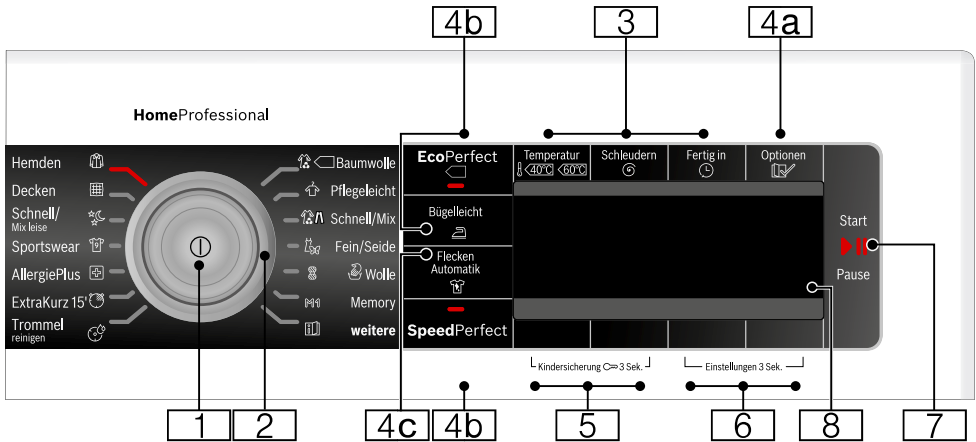 4b 3 4a
HomeProfessional
Hemden
Decken
Schnell/
Mix leise
Sportswear
AllergiePlus
ExtraKurz 15'
Trommel
reinigen
Baumwolle
Pflegeleicht
Schnell/Mix
Fein/Seide
Wolle
Memory
weitere
M1
EcoPerfect
Bügelleicht
Flecken
Automatik
SpeedPerfect
Temperatur
40°C 60°C
Schleudern
Fertig in
Optionen
Start
Pause
Kindersicherung 3 Sek.
Einstellungen 3 Sek.
1 2 4c 4b 5 6 8 7